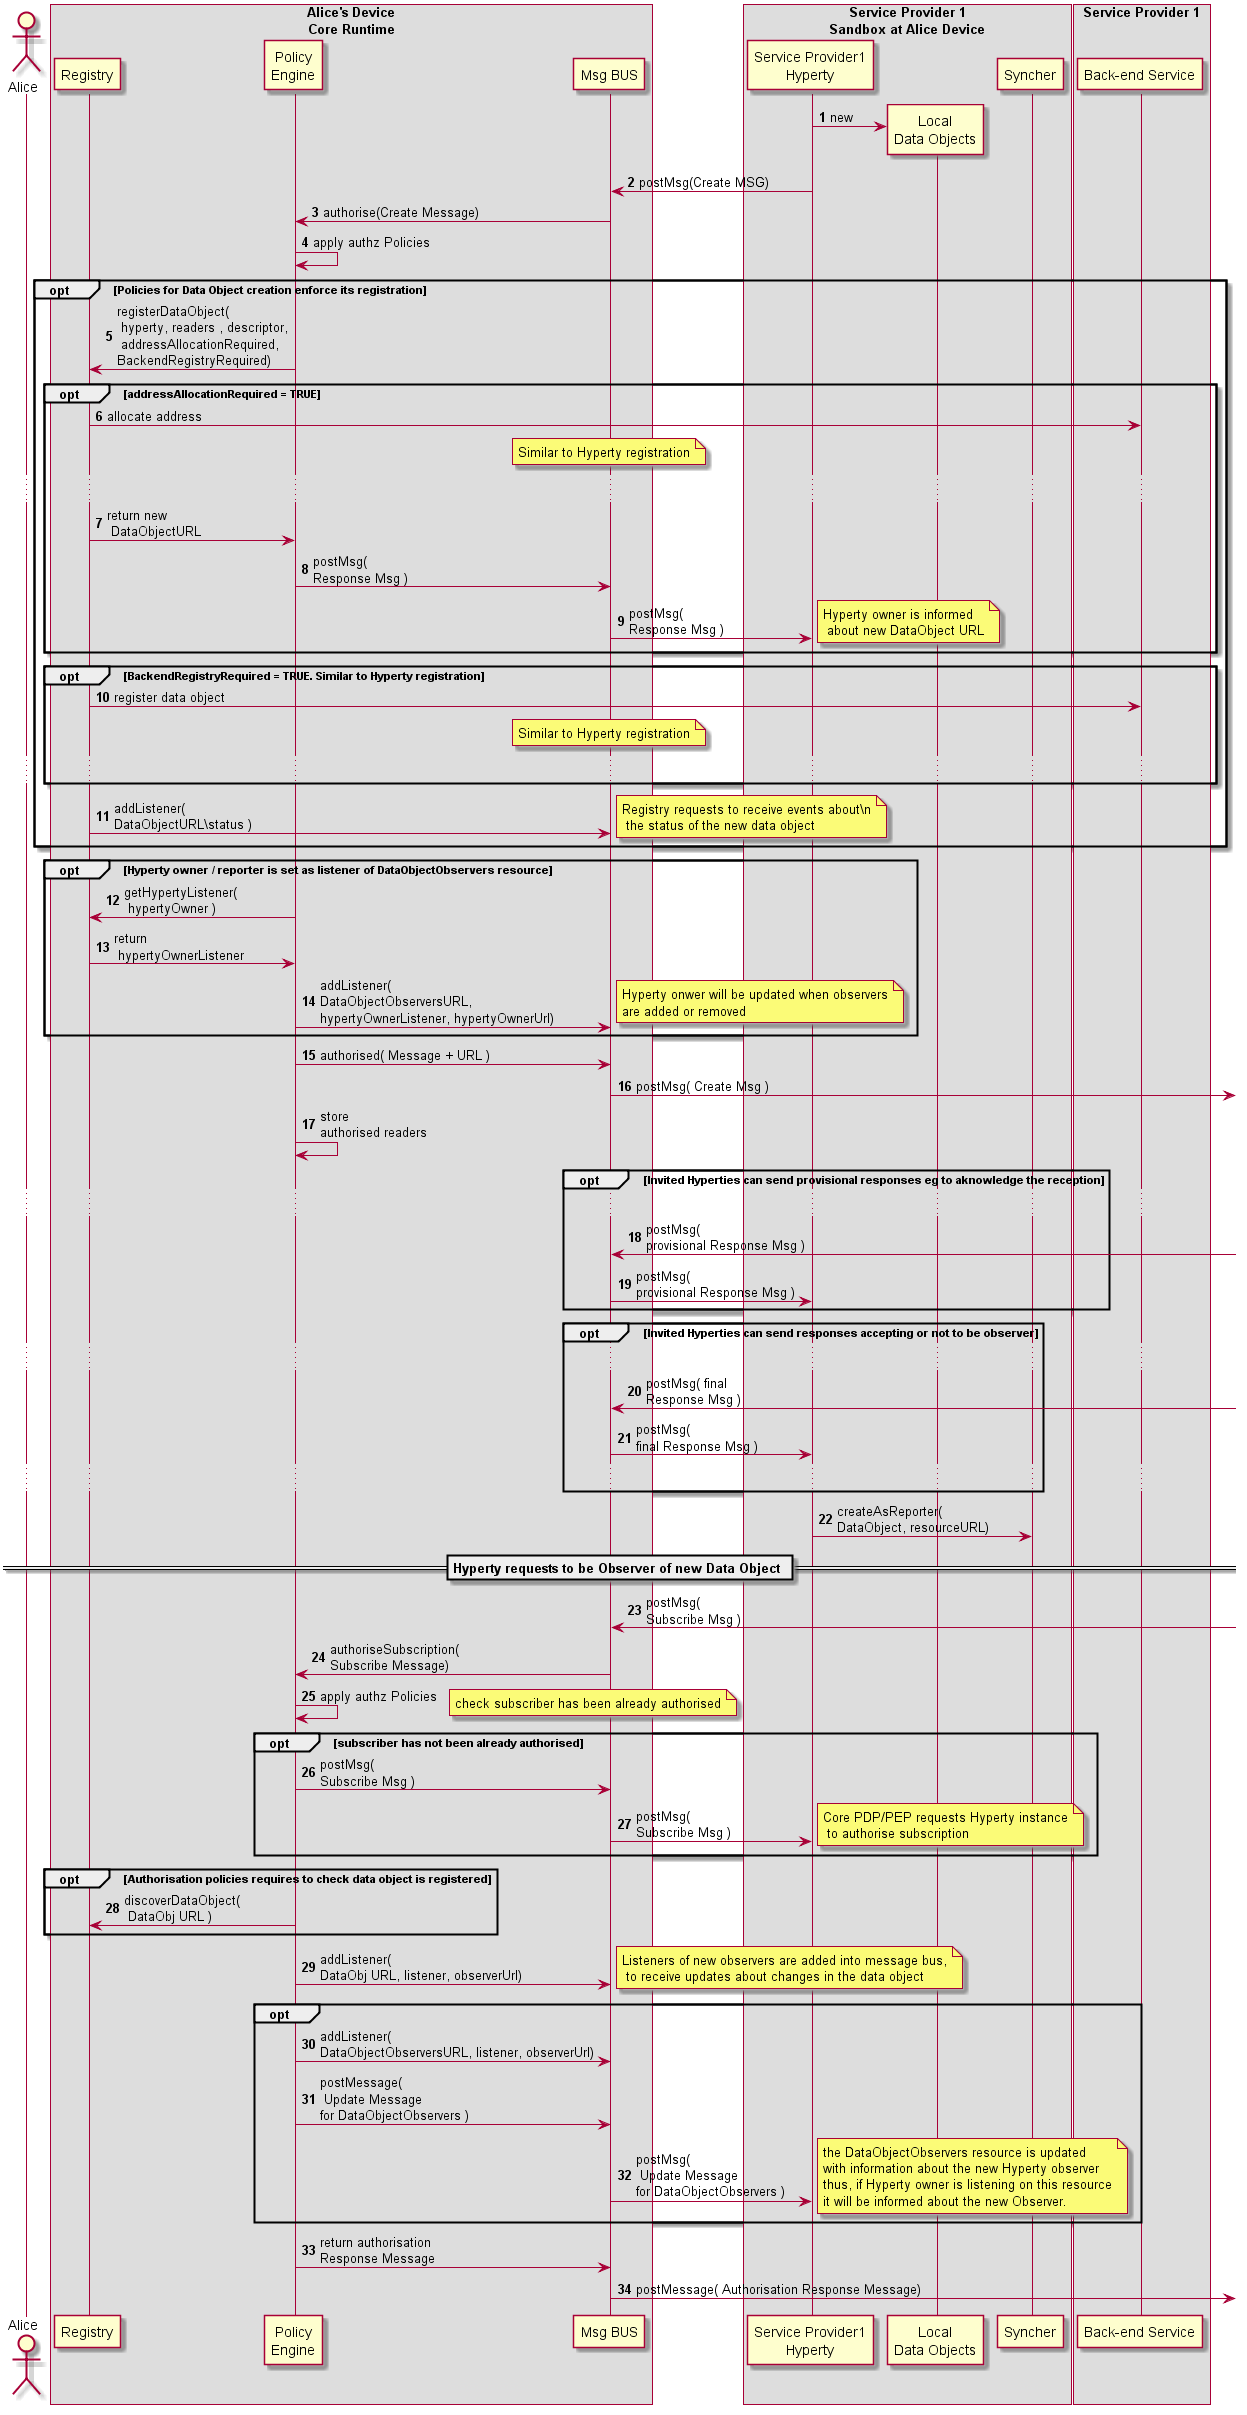 Alice's Device
Core Runtime
Service Provider 1
Sandbox at Alice Device
Service Provider 1
Alice
Registry
Policy
Engine
Msg BUS
Service Provider1
Hyperty
Syncher
Back-end Service
1 new
Local
Data Objects
2 postMsg(Create MSG)
3 authorise(Create Message)
4 apply authz Policies
opt [Policies for Data Object creation enforce its registration]
5 registerDataObject(
hyperty, readers , descriptor,
addressAllocationRequired,
BackendRegistryRequired)
opt [addressAllocationRequired = TRUE]
6 allocate address
Similar to Hyperty registration
7 return new
DataObjectURL
8 postMsg(
Response Msg )
9 postMsg(
Response Msg )
Hyperty owner is informed
about new DataObject URL
opt [BackendRegistryRequired = TRUE. Similar to Hyperty registration]
10 register data object
Similar to Hyperty registration
11 addListener(
DataObjectURL\status )
Registry requests to receive events about\n
the status of the new data object
opt [Hyperty owner / reporter is set as listener of DataObjectObservers resource]
12 getHypertyListener(
hypertyOwner )
13 return
hypertyOwnerListener
14 addListener(
DataObjectObserversURL,
hypertyOwnerListener, hypertyOwnerUrl)
Hyperty onwer will be updated when observers
are added or removed
15 authorised( Message + URL )
16 postMsg( Create Msg )
17 store
authorised readers
opt [Invited Hyperties can send provisional responses eg to aknowledge the reception]
18 postMsg(
provisional Response Msg )
19 postMsg(
provisional Response Msg )
opt [Invited Hyperties can send responses accepting or not to be observer]
20 postMsg( final
Response Msg )
21 postMsg(
final Response Msg )
22 createAsReporter(
DataObject, resourceURL)
Hyperty requests to be Observer of new Data Object
23 postMsg(
Subscribe Msg )
24 authoriseSubscription(
Subscribe Message)
25 apply authz Policies
check subscriber has been already authorised
opt [subscriber has not been already authorised]
26 postMsg(
Subscribe Msg )
27 postMsg(
Subscribe Msg )
Core PDP/PEP requests Hyperty instance
to authorise subscription
opt [Authorisation policies requires to check data object is registered]
28 discoverDataObject(
DataObj URL )
29 addListener(
DataObj URL, listener, observerUrl)
Listeners of new observers are added into message bus,
to receive updates about changes in the data object
opt
30 addListener(
DataObjectObserversURL, listener, observerUrl)
31 postMessage(
Update Message
for DataObjectObservers )
32 postMsg(
Update Message
for DataObjectObservers )
the DataObjectObservers resource is updated
with information about the new Hyperty observer
thus, if Hyperty owner is listening on this resource
it will be informed about the new Observer.
33 return authorisation
Response Message
34 postMessage( Authorisation Response Message)
Alice
Registry
Policy
Engine
Msg BUS
Service Provider1
Hyperty
Local
Data Objects
Syncher
Back-end Service